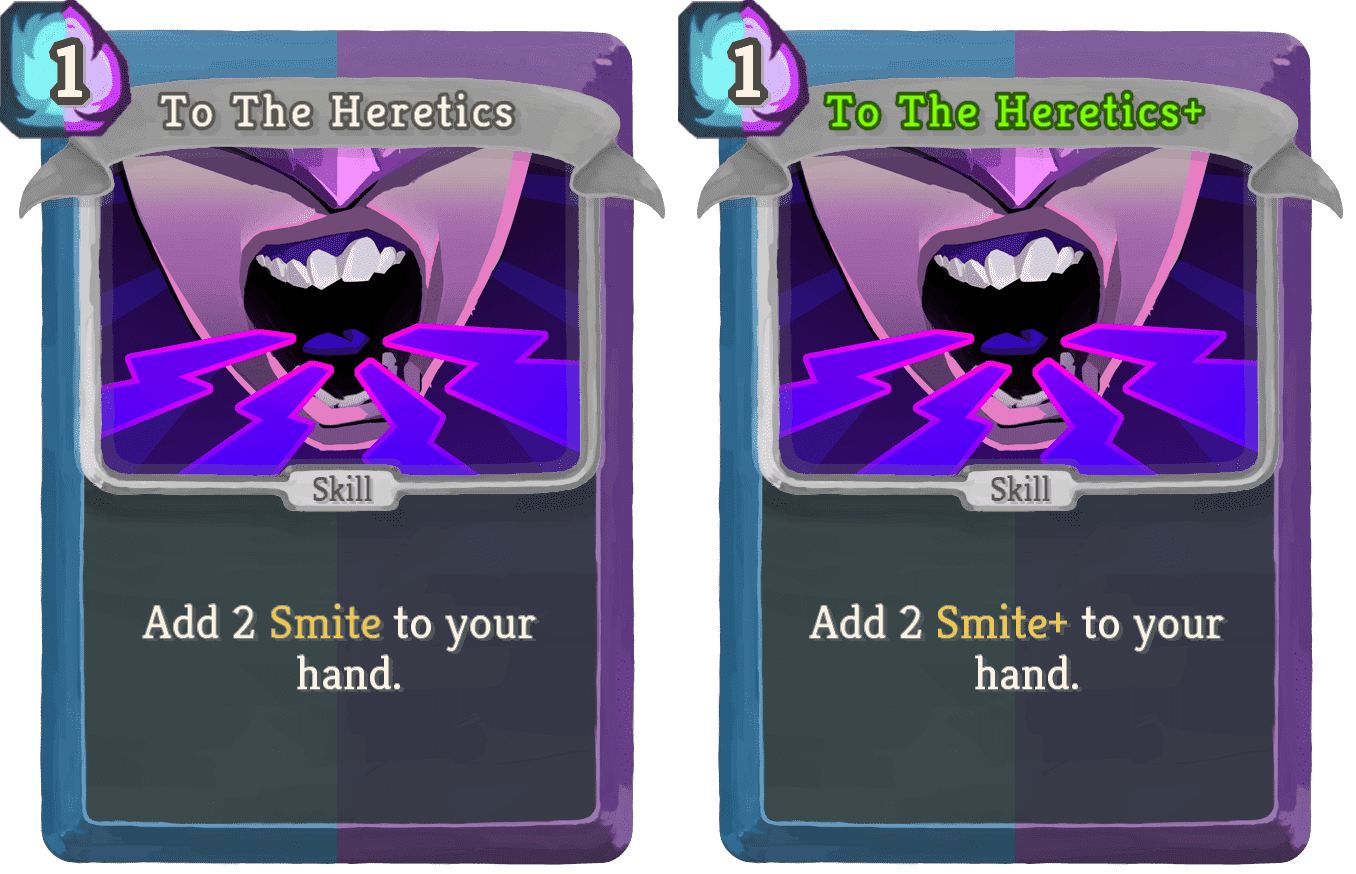 1
To The Heretics
Skill
Add 2 Smite to your
hand.
1
To The Heretics+
Skill
Add 2 Smite+ to your
hand.